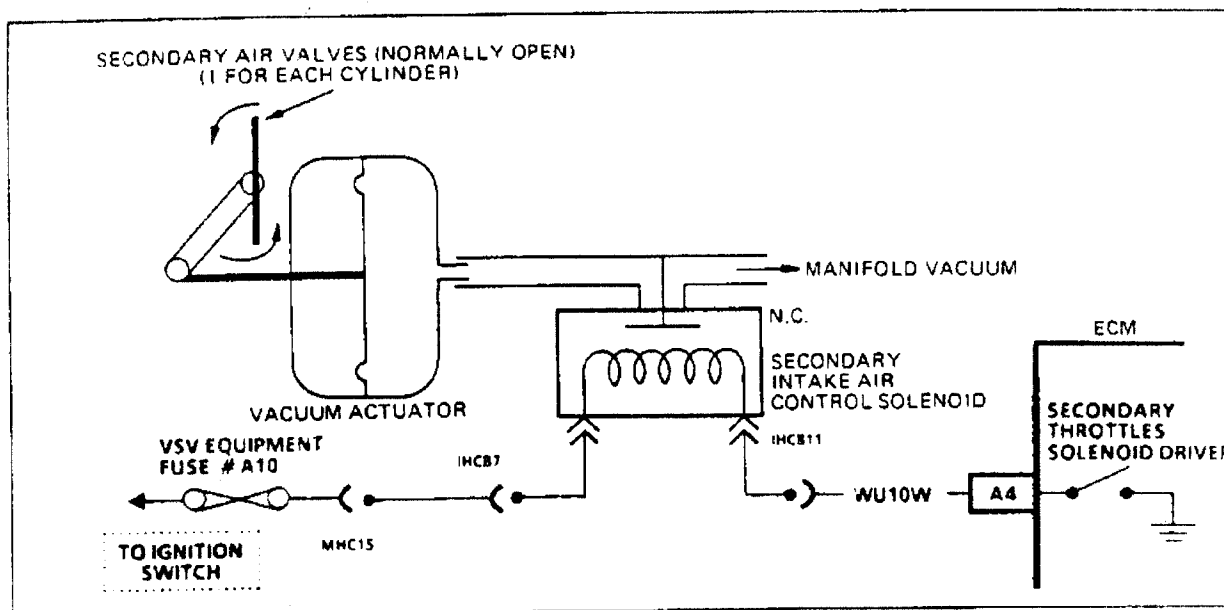 SECONDARY AIR VALVES (NORMALLY OPEN)
(1 FOR EACH CYLINDER)
MANIFOLD VACUUM
N.C.
ECM
SECONDARY
INTAKE AIR
CONTROL SOLENOID
VACUUM ACTUATOR
SECONDARY
THROTTLES
SOLENOID DRIVER
VSV EQUIPMENT
FUSE # A10
IHCB7
IHCB11
WU10W
A4
MHC15
TO IGNITION
SWITCH